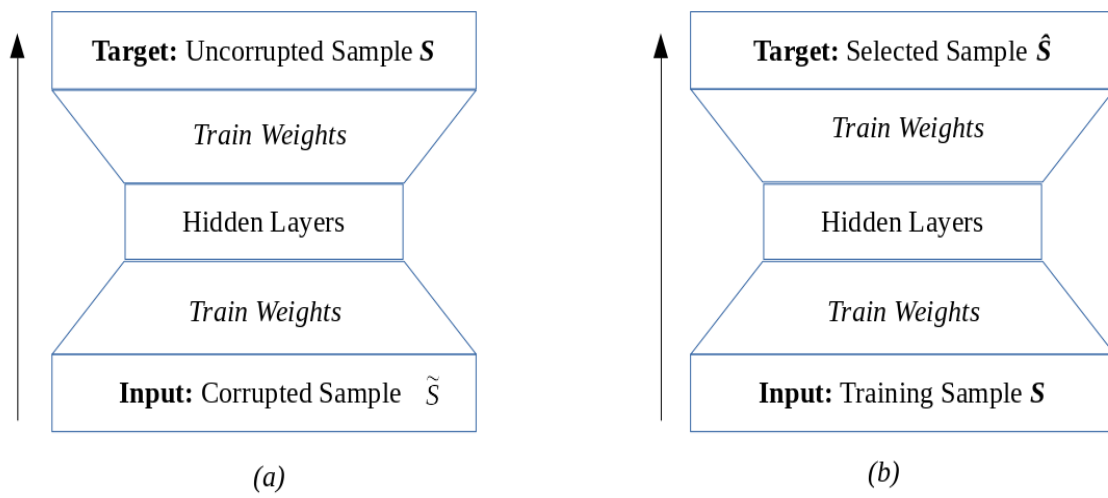 Target: Uncorrupted Sample S
Train Weights
Hidden Layers
Train Weights
Input: Corrupted Sample S̃
(a)
Target: Selected Sample Ŝ
Train Weights
Hidden Layers
Train Weights
Input: Training Sample S
(b)